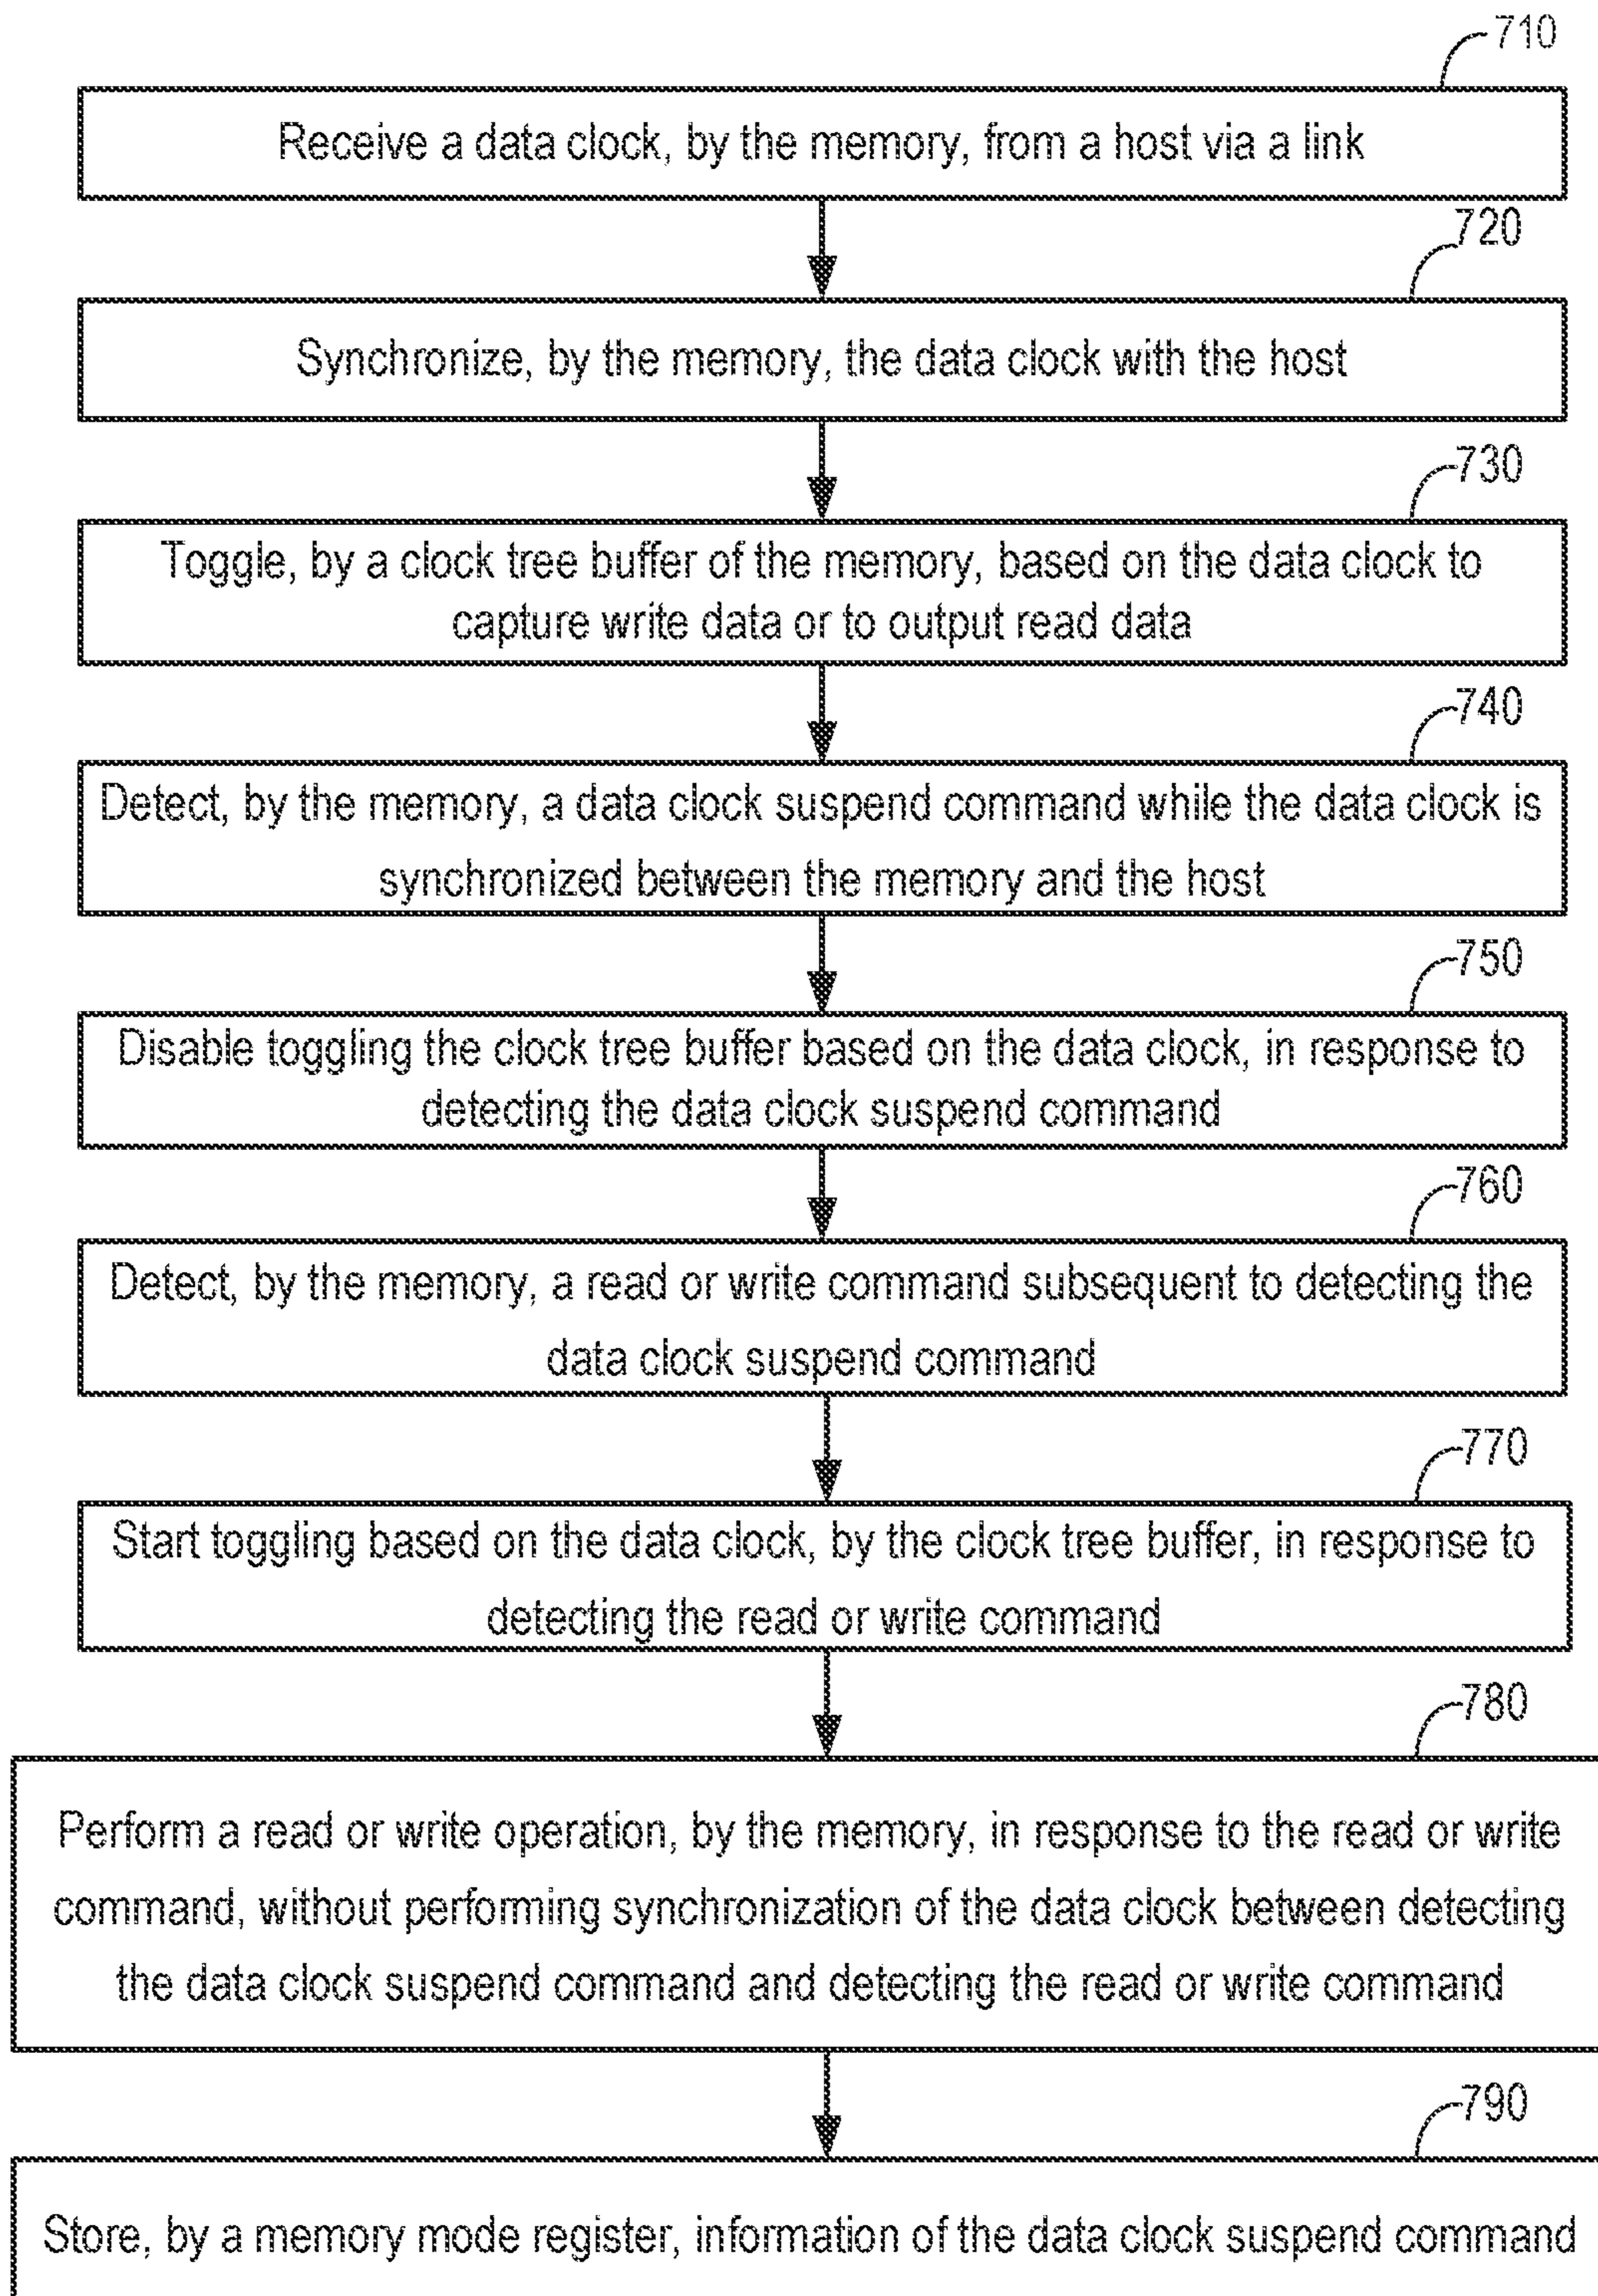 710
Receive a data clock, by the memory, from a host via a link
720
Synchronize, by the memory, the data clock with the host
730
Toggle, by a clock tree buffer of the memory, based on the data clock to
capture write data or to output read data
740
Detect, by the memory, a data clock suspend command while the data clock is
synchronized between the memory and the host
750
Disable toggling the clock tree buffer based on the data clock, in response to
detecting the data clock suspend command
760
Detect, by the memory, a read or write command subsequent to detecting the
data clock suspend command
770
Start toggling based on the data clock, by the clock tree buffer, in response to
detecting the read or write command
780
Perform a read or write operation, by the memory, in response to the read or write
command, without performing synchronization of the data clock between detecting
the data clock suspend command and detecting the read or write command
790
Store, by a memory mode register, information of the data clock suspend command